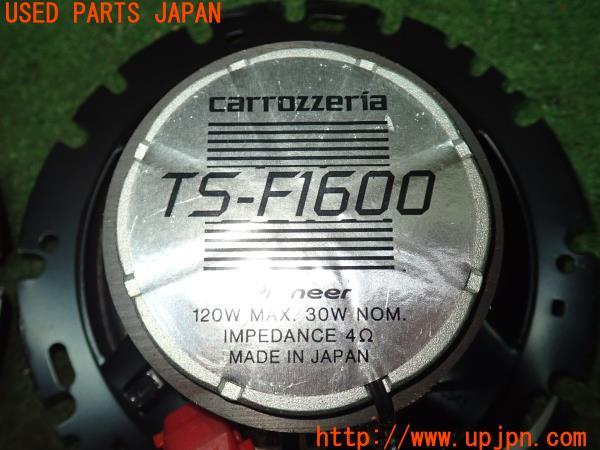 USED PARTS JAPAN
carrozzeria
TS-F1600
Pioneer
120W MAX. 30W NOM.
IMPEDANCE 4Ω
MADE IN JAPAN
http://www.upjpn.com